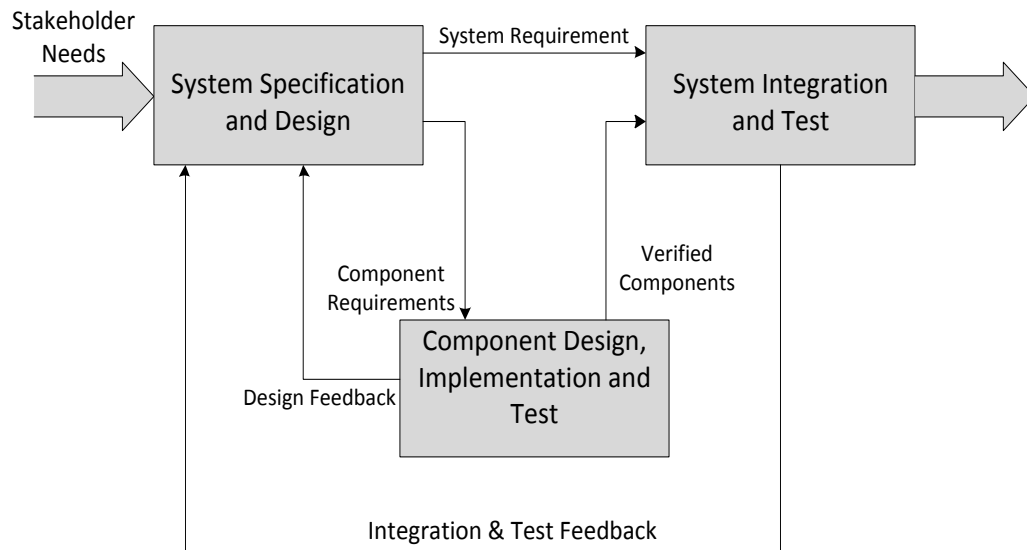 Stakeholder
Needs
System Specification
and Design
System Requirement
System Integration
and Test
Component
Requirements
Verified
Components
Component Design,
Implementation and
Test
Design Feedback
Integration & Test Feedback